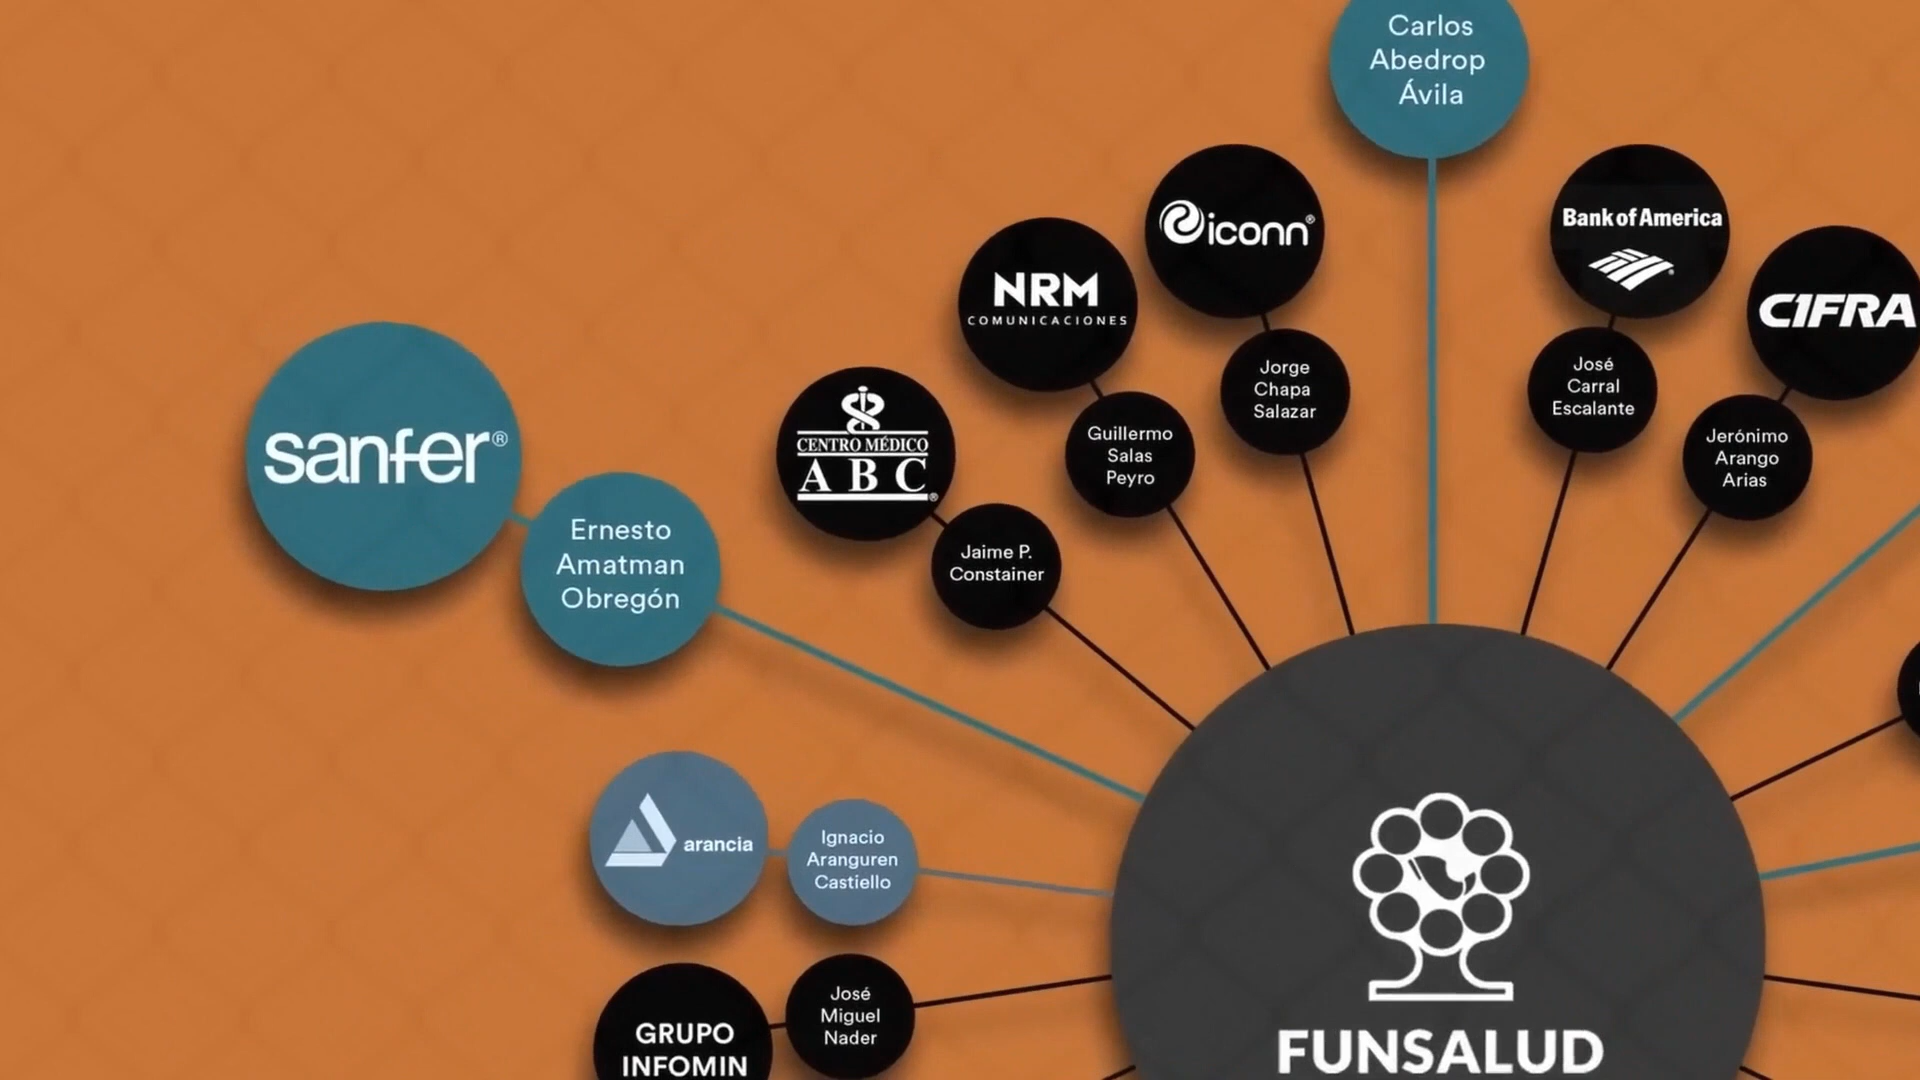 Carlos
Abedrop
Ávila
iconn®
Bank of America
NRM
COMUNICACIONES
C1FRA
Jorge
Chapa
Salazar
José
Carral
Escalante
CENTRO MÉDICO
ABC®
Guillermo
Salas
Peyro
Jerónimo
Arango
Arias
sanfer®
Ernesto
Amatman
Obregón
Jaime P.
Constainer
arancia
Ignacio
Aranguren
Castiello
José
Miguel
Nader
GRUPO
INFOMIN
FUNSALUD